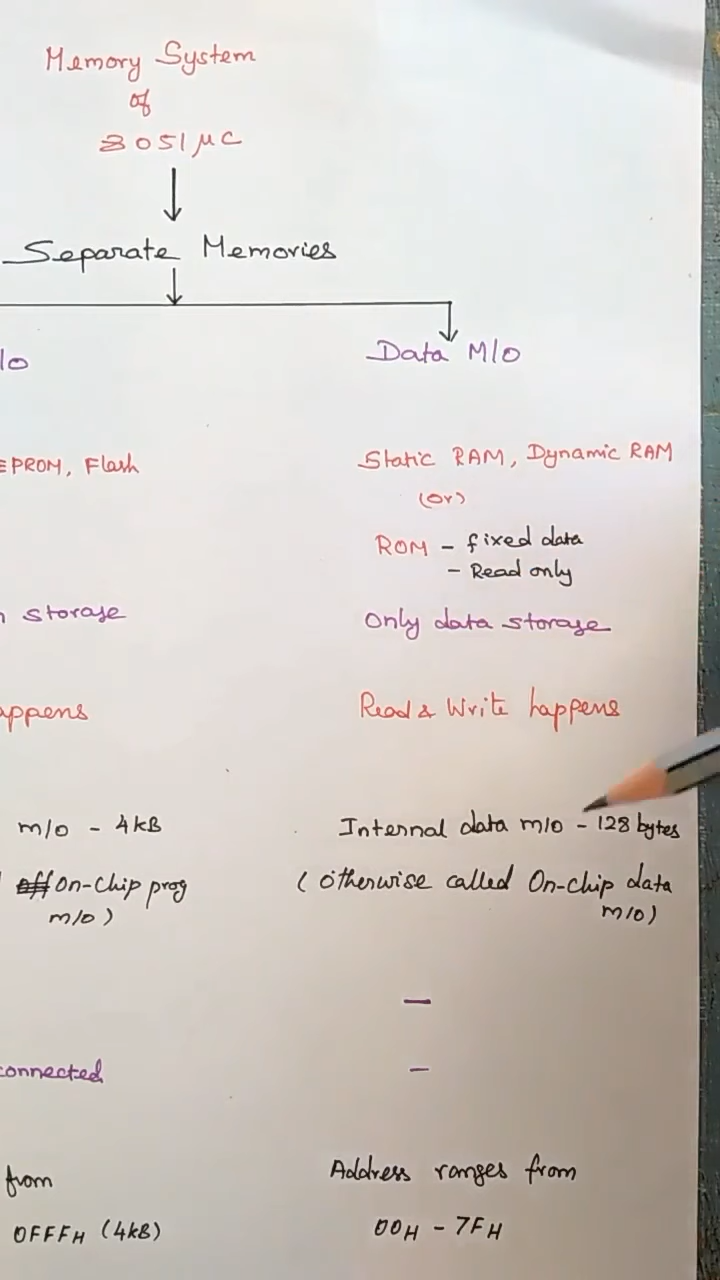 Memory System
of
8051 μC
Separate Memories
Data M/O
EPROM, Flash
Static RAM, Dynamic RAM
(or)
ROM - fixed data
- Read only
storage
Only data storage
appens
Read & Write happens
m/o - 4kB
Internal data m/o - 128 bytes
On-chip prog
m/o)
(otherwise called On-chip data
m/o)
connected
from
Address ranges from
0FFFH (4kB)
00H - 7FH